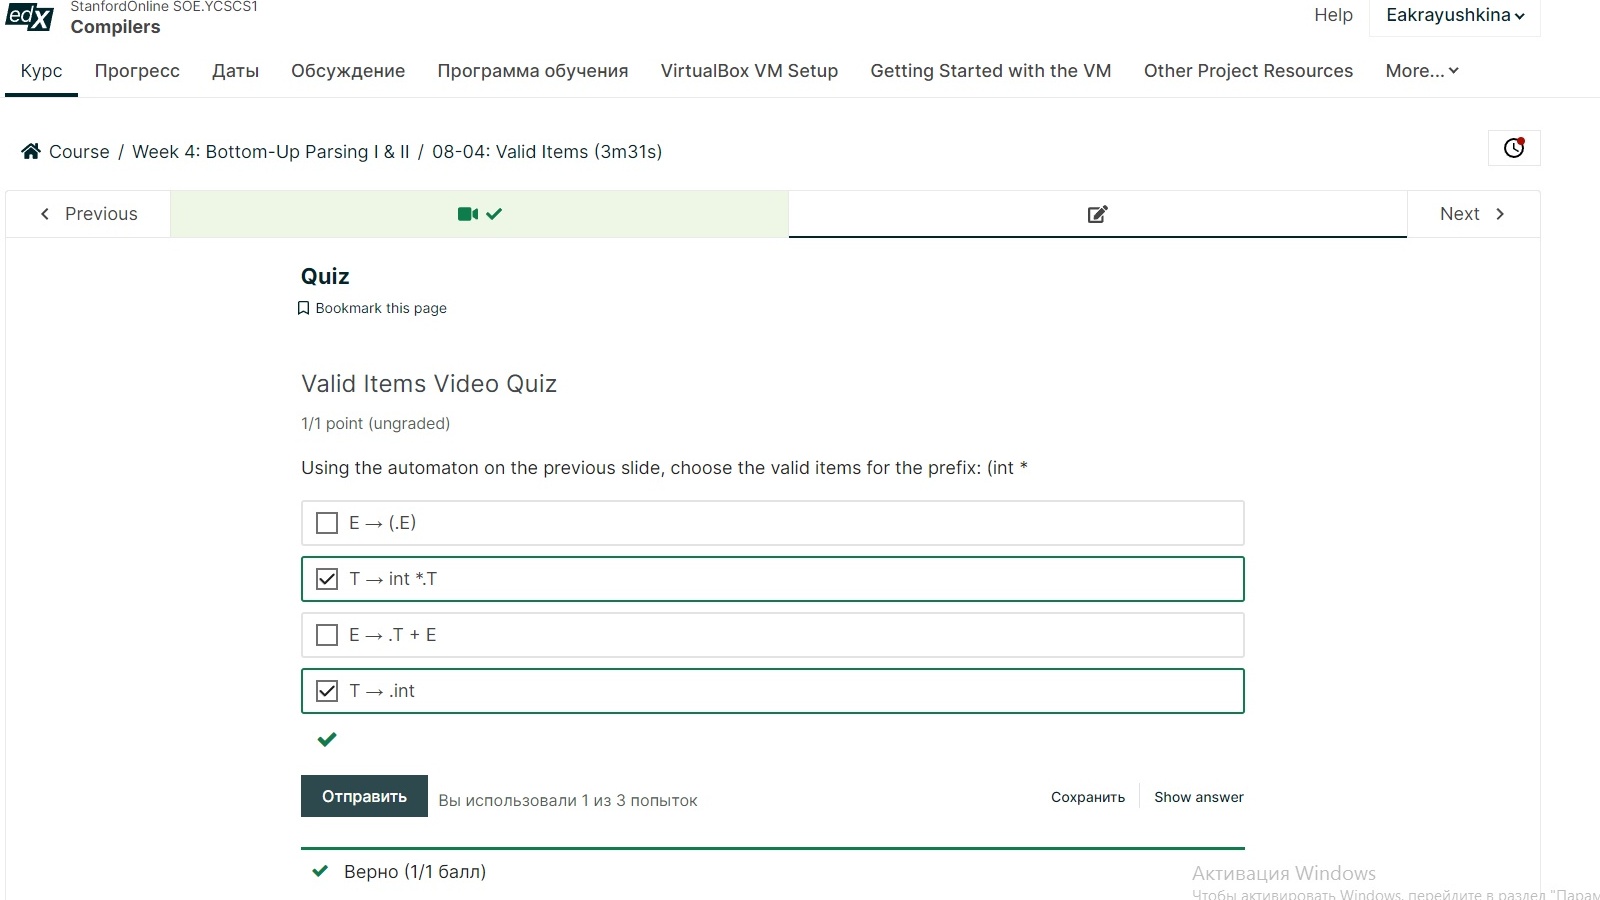 edX
StanfordOnline SOE.YCSCS1
Compilers
Help
Eakrayushkina
Курс
Прогресс
Даты
Обсуждение
Программа обучения
VirtualBox VM Setup
Getting Started with the VM
Other Project Resources
More...
Course / Week 4: Bottom-Up Parsing I & II / 08-04: Valid Items (3m31s)
Previous
Next
Quiz
Bookmark this page
Valid Items Video Quiz
1/1 point (ungraded)
Using the automaton on the previous slide, choose the valid items for the prefix: (int *
E → (.E)
T → int *.T
E → .T + E
T → .int
Отправить
Вы использовали 1 из 3 попыток
Сохранить
Show answer
Верно (1/1 балл)
Активация Windows
Чтобы активировать Windows, перейдите в раздел "Парам